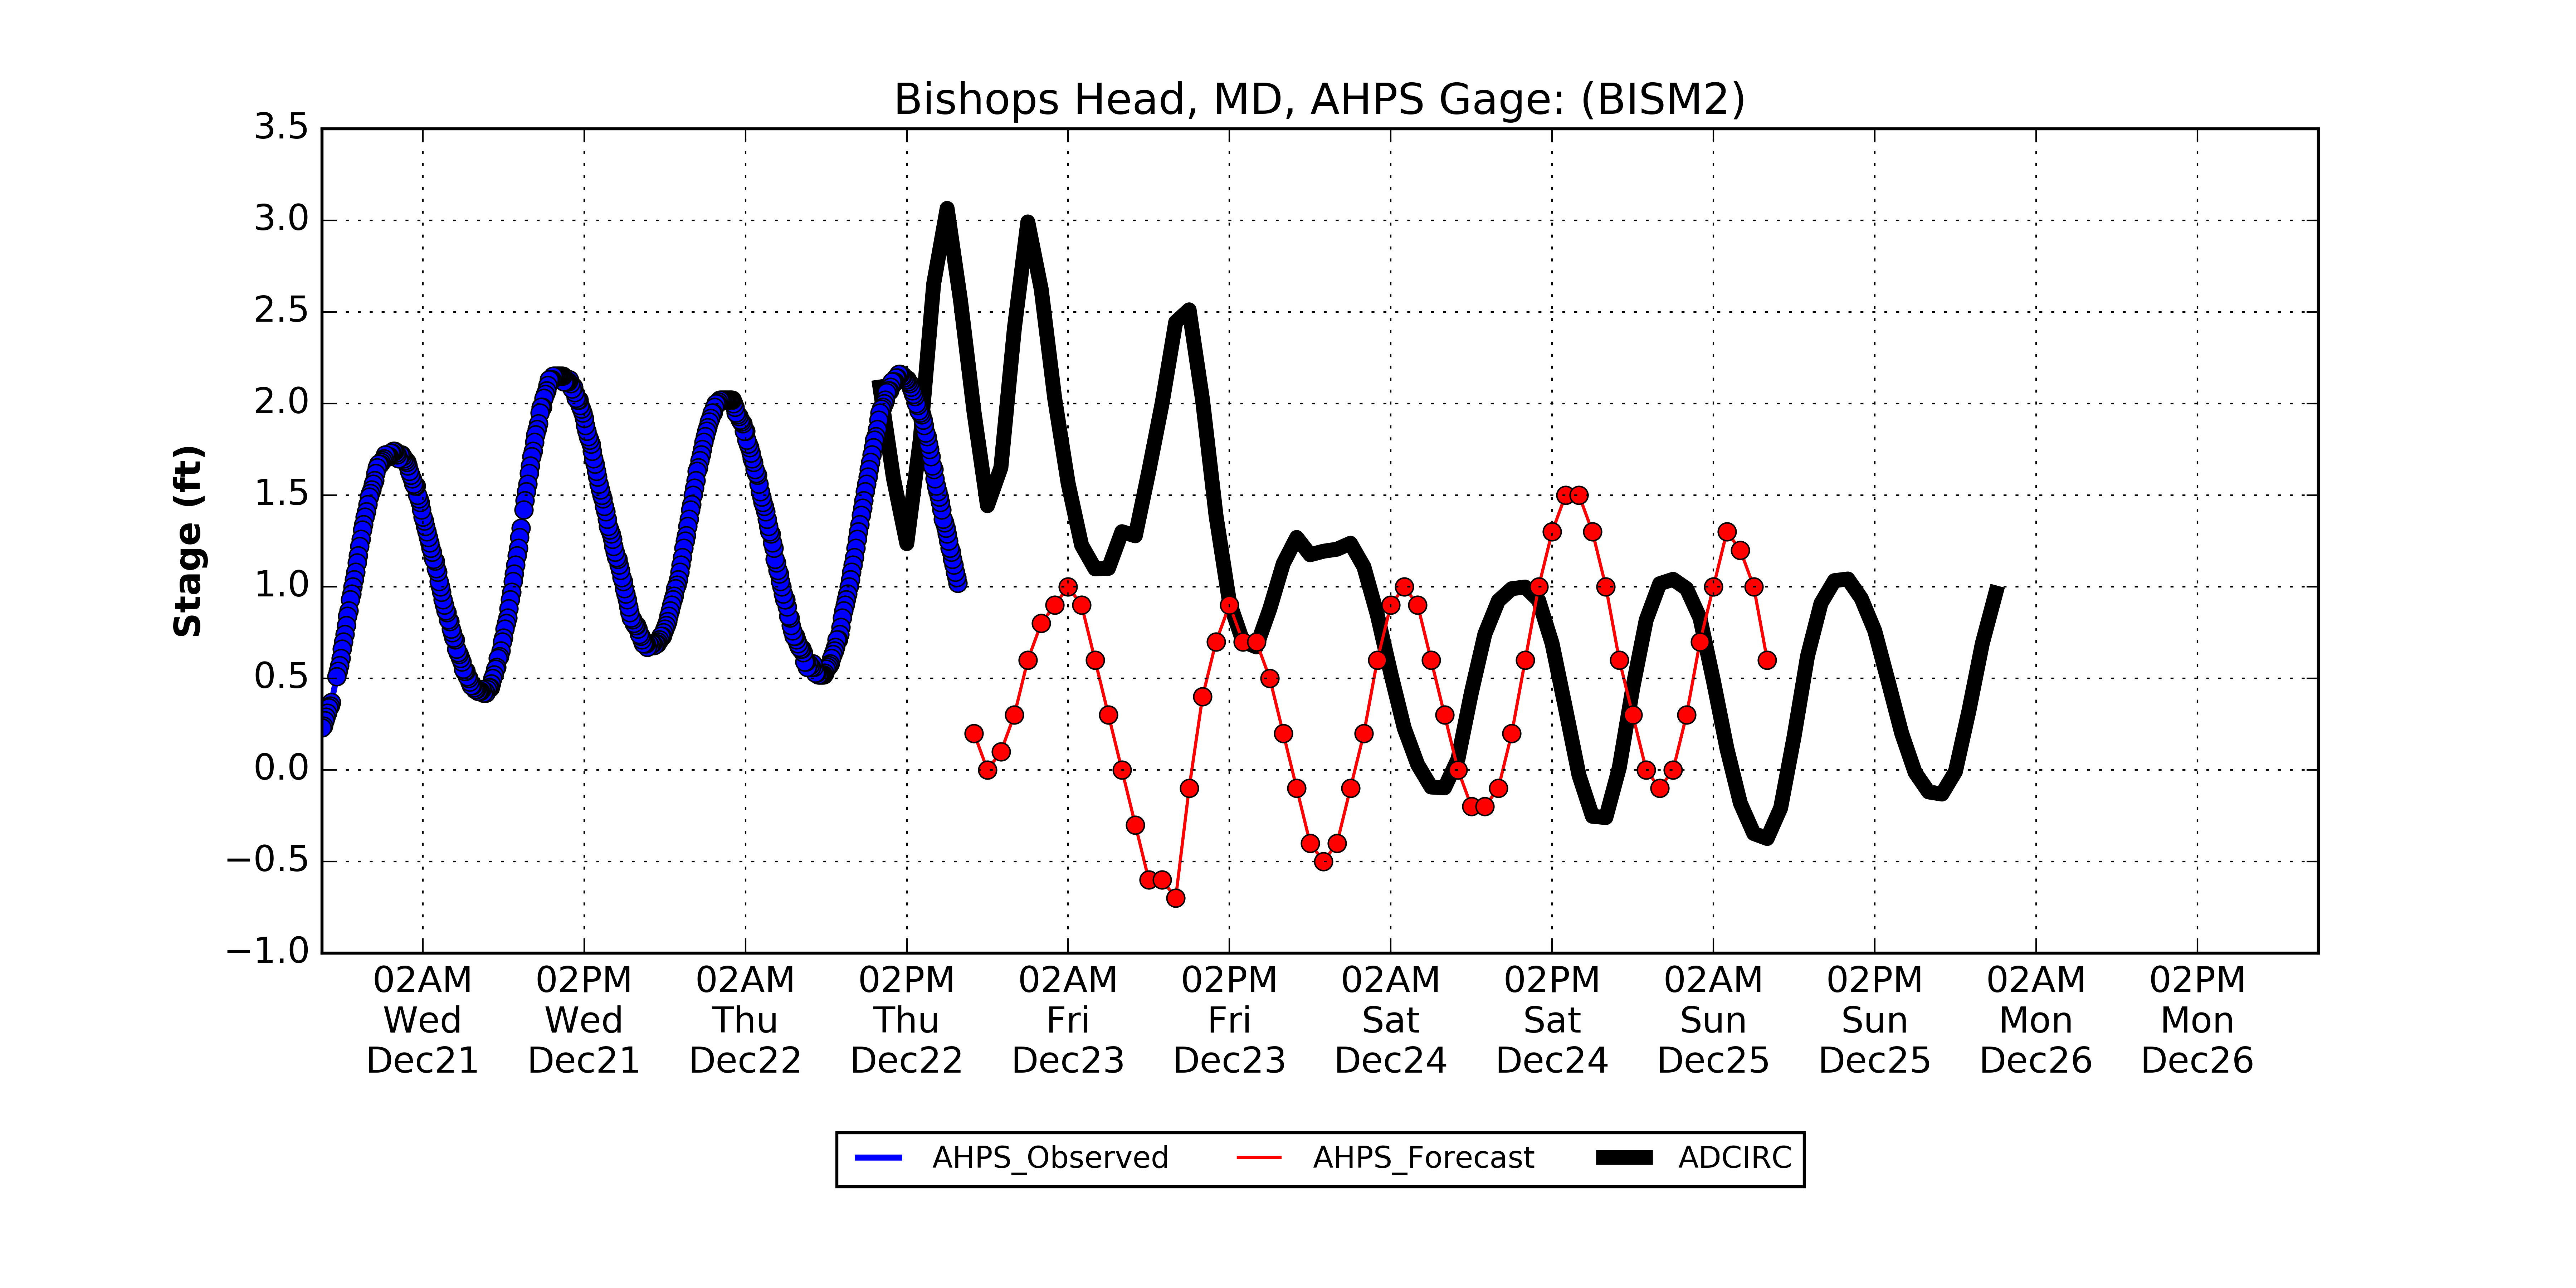 Bishops Head, MD, AHPS Gage: (BISM2)
Stage (ft)
3.5
3.0
2.5
2.0
1.5
1.0
0.5
0.0
−0.5
−1.0
02AM 02PM 02AM 02PM 02AM 02PM 02AM 02PM 02AM 02PM 02AM 02PM
Wed Wed Thu Thu Fri Fri Sat Sat Sun Sun Mon Mon
Dec21 Dec21 Dec22 Dec22 Dec23 Dec23 Dec24 Dec24 Dec25 Dec25 Dec26 Dec26
AHPS_Observed AHPS_Forecast ADCIRC